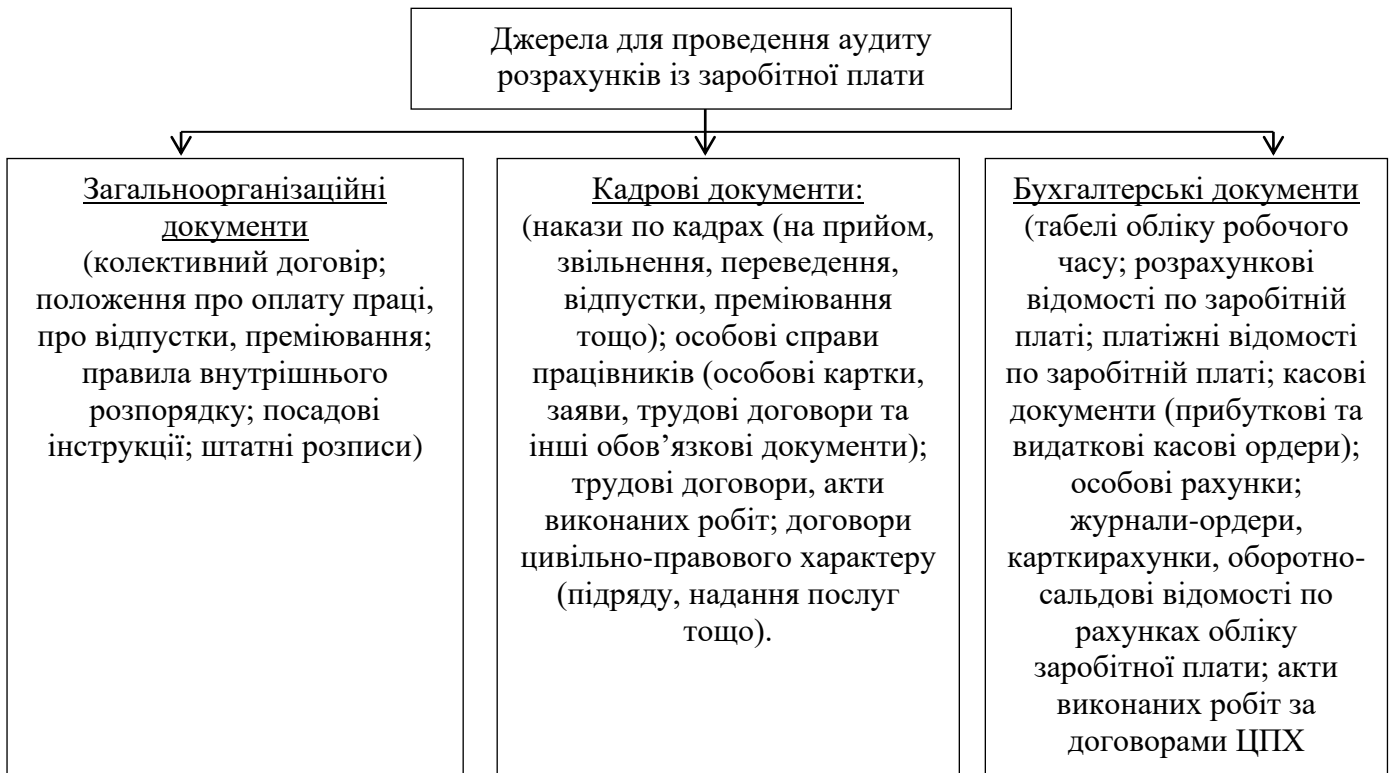 Джерела для проведення аудиту
розрахунків із заробітної плати
Загальноорганізаційні
документи
(колективний договір;
положення про оплату праці,
про відпустки, преміювання;
правила внутрішнього
розпорядку; посадові
інструкції; штатні розписи)
Кадрові документи:
(накази по кадрах (на прийом,
звільнення, переведення,
відпустки, преміювання
тощо); особові справи
працівників (особові картки,
заяви, трудові договори та
інші обов’язкові документи);
трудові договори, акти
виконаних робіт; договори
цивільно-правового характеру
(підряду, надання послуг
тощо).
Бухгалтерські документи
(табелі обліку робочого
часу; розрахункові
відомості по заробітній
платі; платіжні відомості
по заробітній платі; касові
документи (прибуткові та
видаткові касові ордери);
особові рахунки;
журнали-ордери,
карткирахунки, оборотно-
сальдові відомості по
рахунках обліку
заробітної плати; акти
виконаних робіт за
договорами ЦПХ